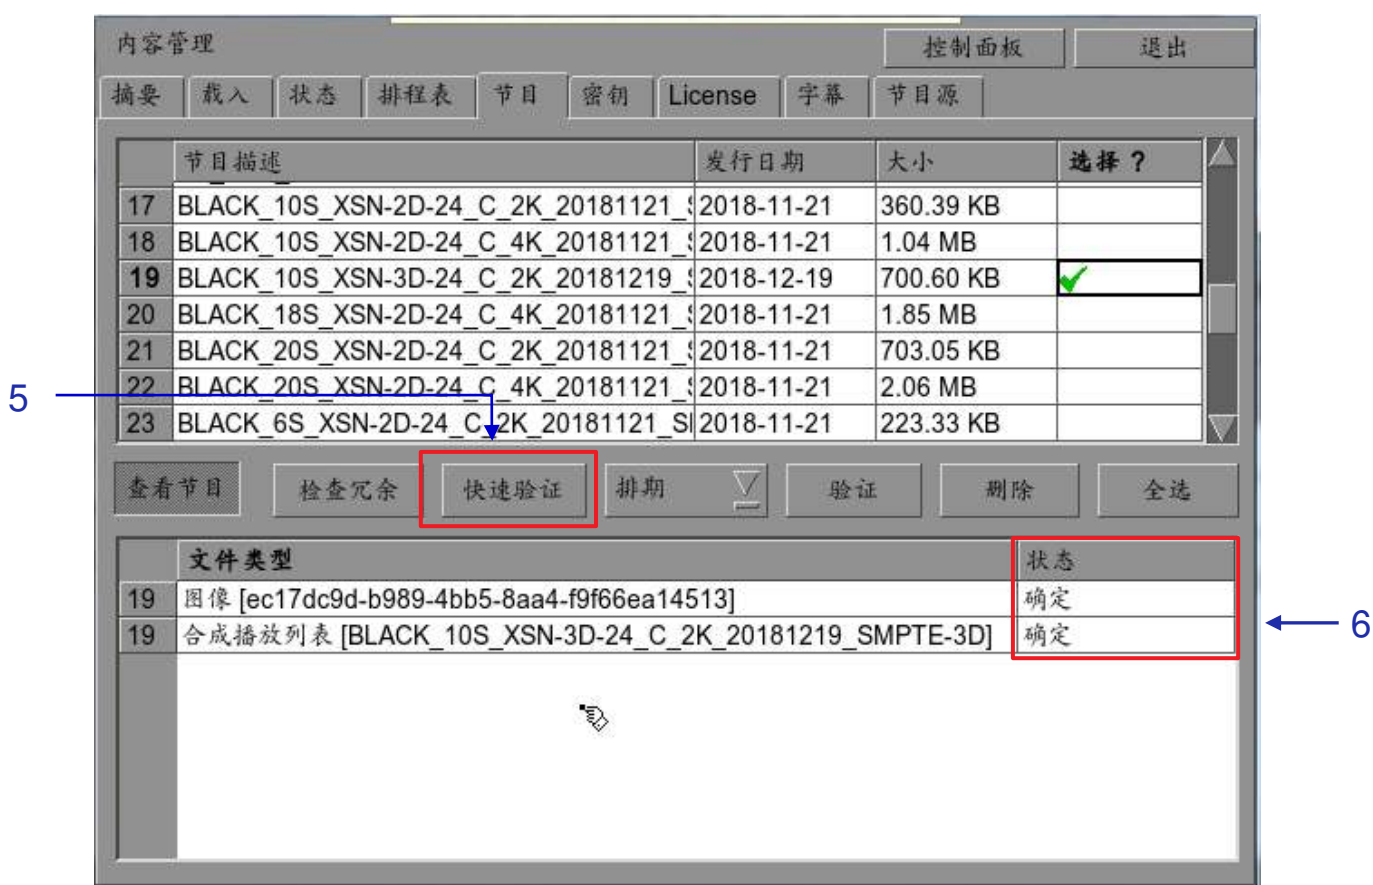 内容管理 控制面板 退出
摘要 载入 状态 排程表 节目 密钥 License 字幕 节目源
节目描述 发行日期 大小 选择？
17 BLACK_10S_XSN-2D-24_C_2K_20181121_ 2018-11-21 360.39 KB
18 BLACK_10S_XSN-2D-24_C_4K_20181121_ 2018-11-21 1.04 MB
19 BLACK_10S_XSN-3D-24_C_2K_20181219_ 2018-12-19 700.60 KB
20 BLACK_18S_XSN-2D-24_C_4K_20181121_ 2018-11-21 1.85 MB
21 BLACK_20S_XSN-2D-24_C_2K_20181121_ 2018-11-21 703.05 KB
22 BLACK_20S_XSN-2D-24_C_4K_20181121_ 2018-11-21 2.06 MB
5
23 BLACK_6S_XSN-2D-24_C_2K_20181121_S 2018-11-21 223.33 KB
查看节目 检查冗余 快速验证 排期 验证 删除 全选
文件类型 状态
19 图像 [ec17dc9d-b989-4bb5-8aa4-f9f66ea14513] 确定
19 合成播放列表 [BLACK_10S_XSN-3D-24_C_2K_20181219_SMPTE-3D] 确定
6